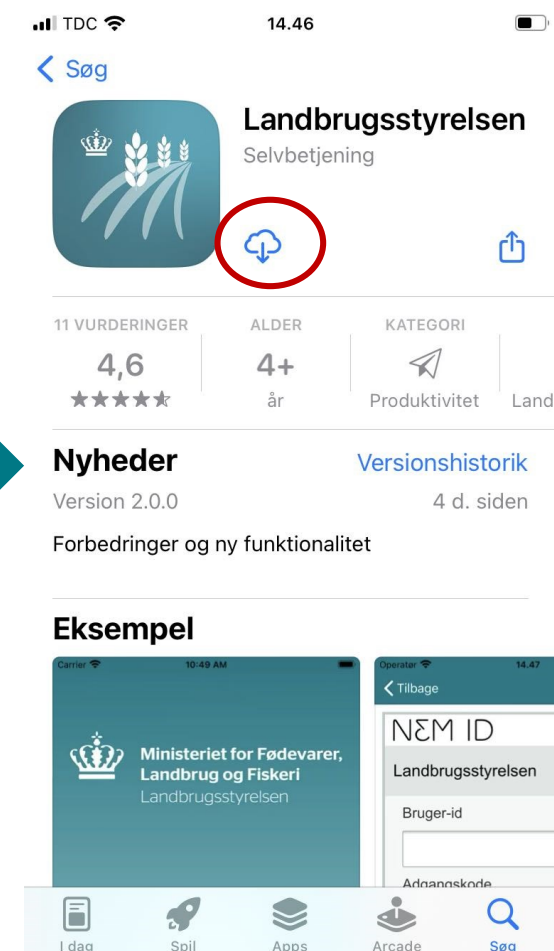 TDC 14.46
Søg
Landbrugsstyrelsen
Selvbetjening
11 VURDERINGER ALDER KATEGORI
4,6 4+
år Produktivitet Land
Nyheder Versionshistorik
Version 2.0.0 4 d. siden
Forbedringer og ny funktionalitet
Eksempel
Carrier 10:49 AM
Ministeriet for Fødevarer,
Landbrug og Fiskeri
Landbrugsstyrelsen
Operatør 14.47
Tilbage
NEM ID
Landbrugsstyrelsen
Bruger-id
Adgangskode
I dag Spil Apps Arcade Søg